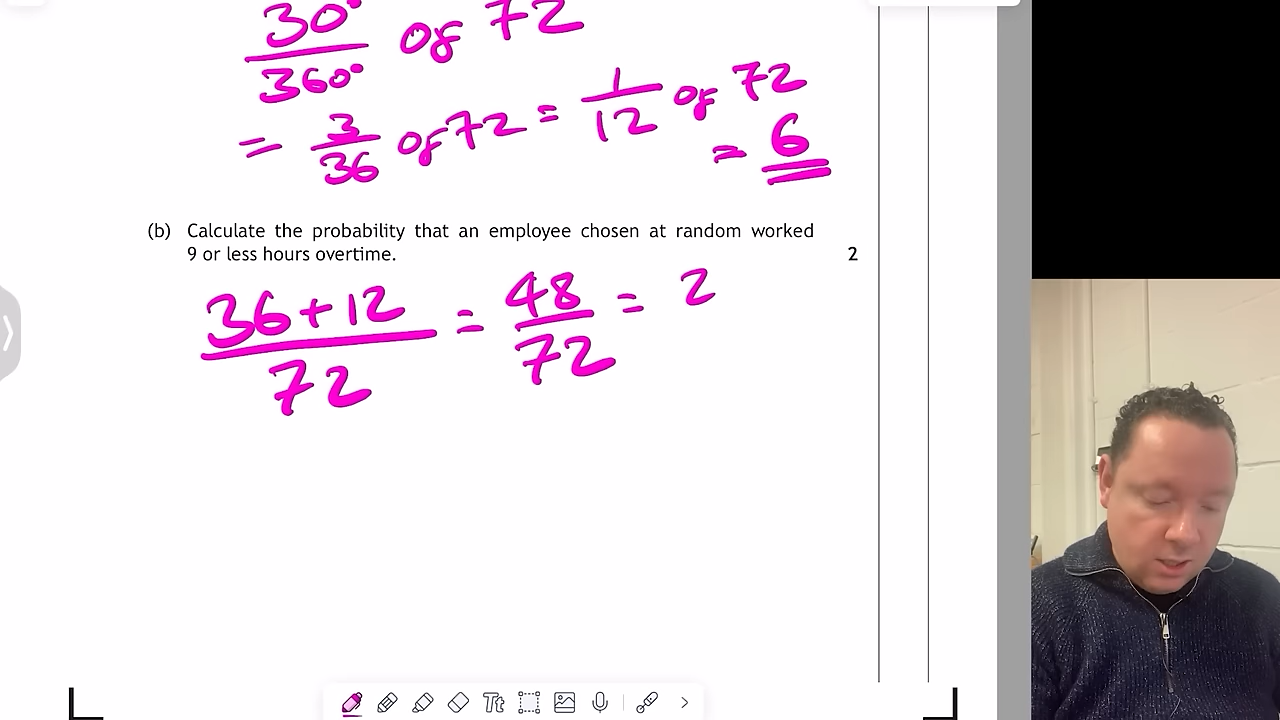 30°
360° of 72
= 3/36 of 72 = 1/12 of 72
= 6
(b) Calculate the probability that an employee chosen at random worked
9 or less hours overtime. 2
36+12/72 = 48/72 = 2
Tt